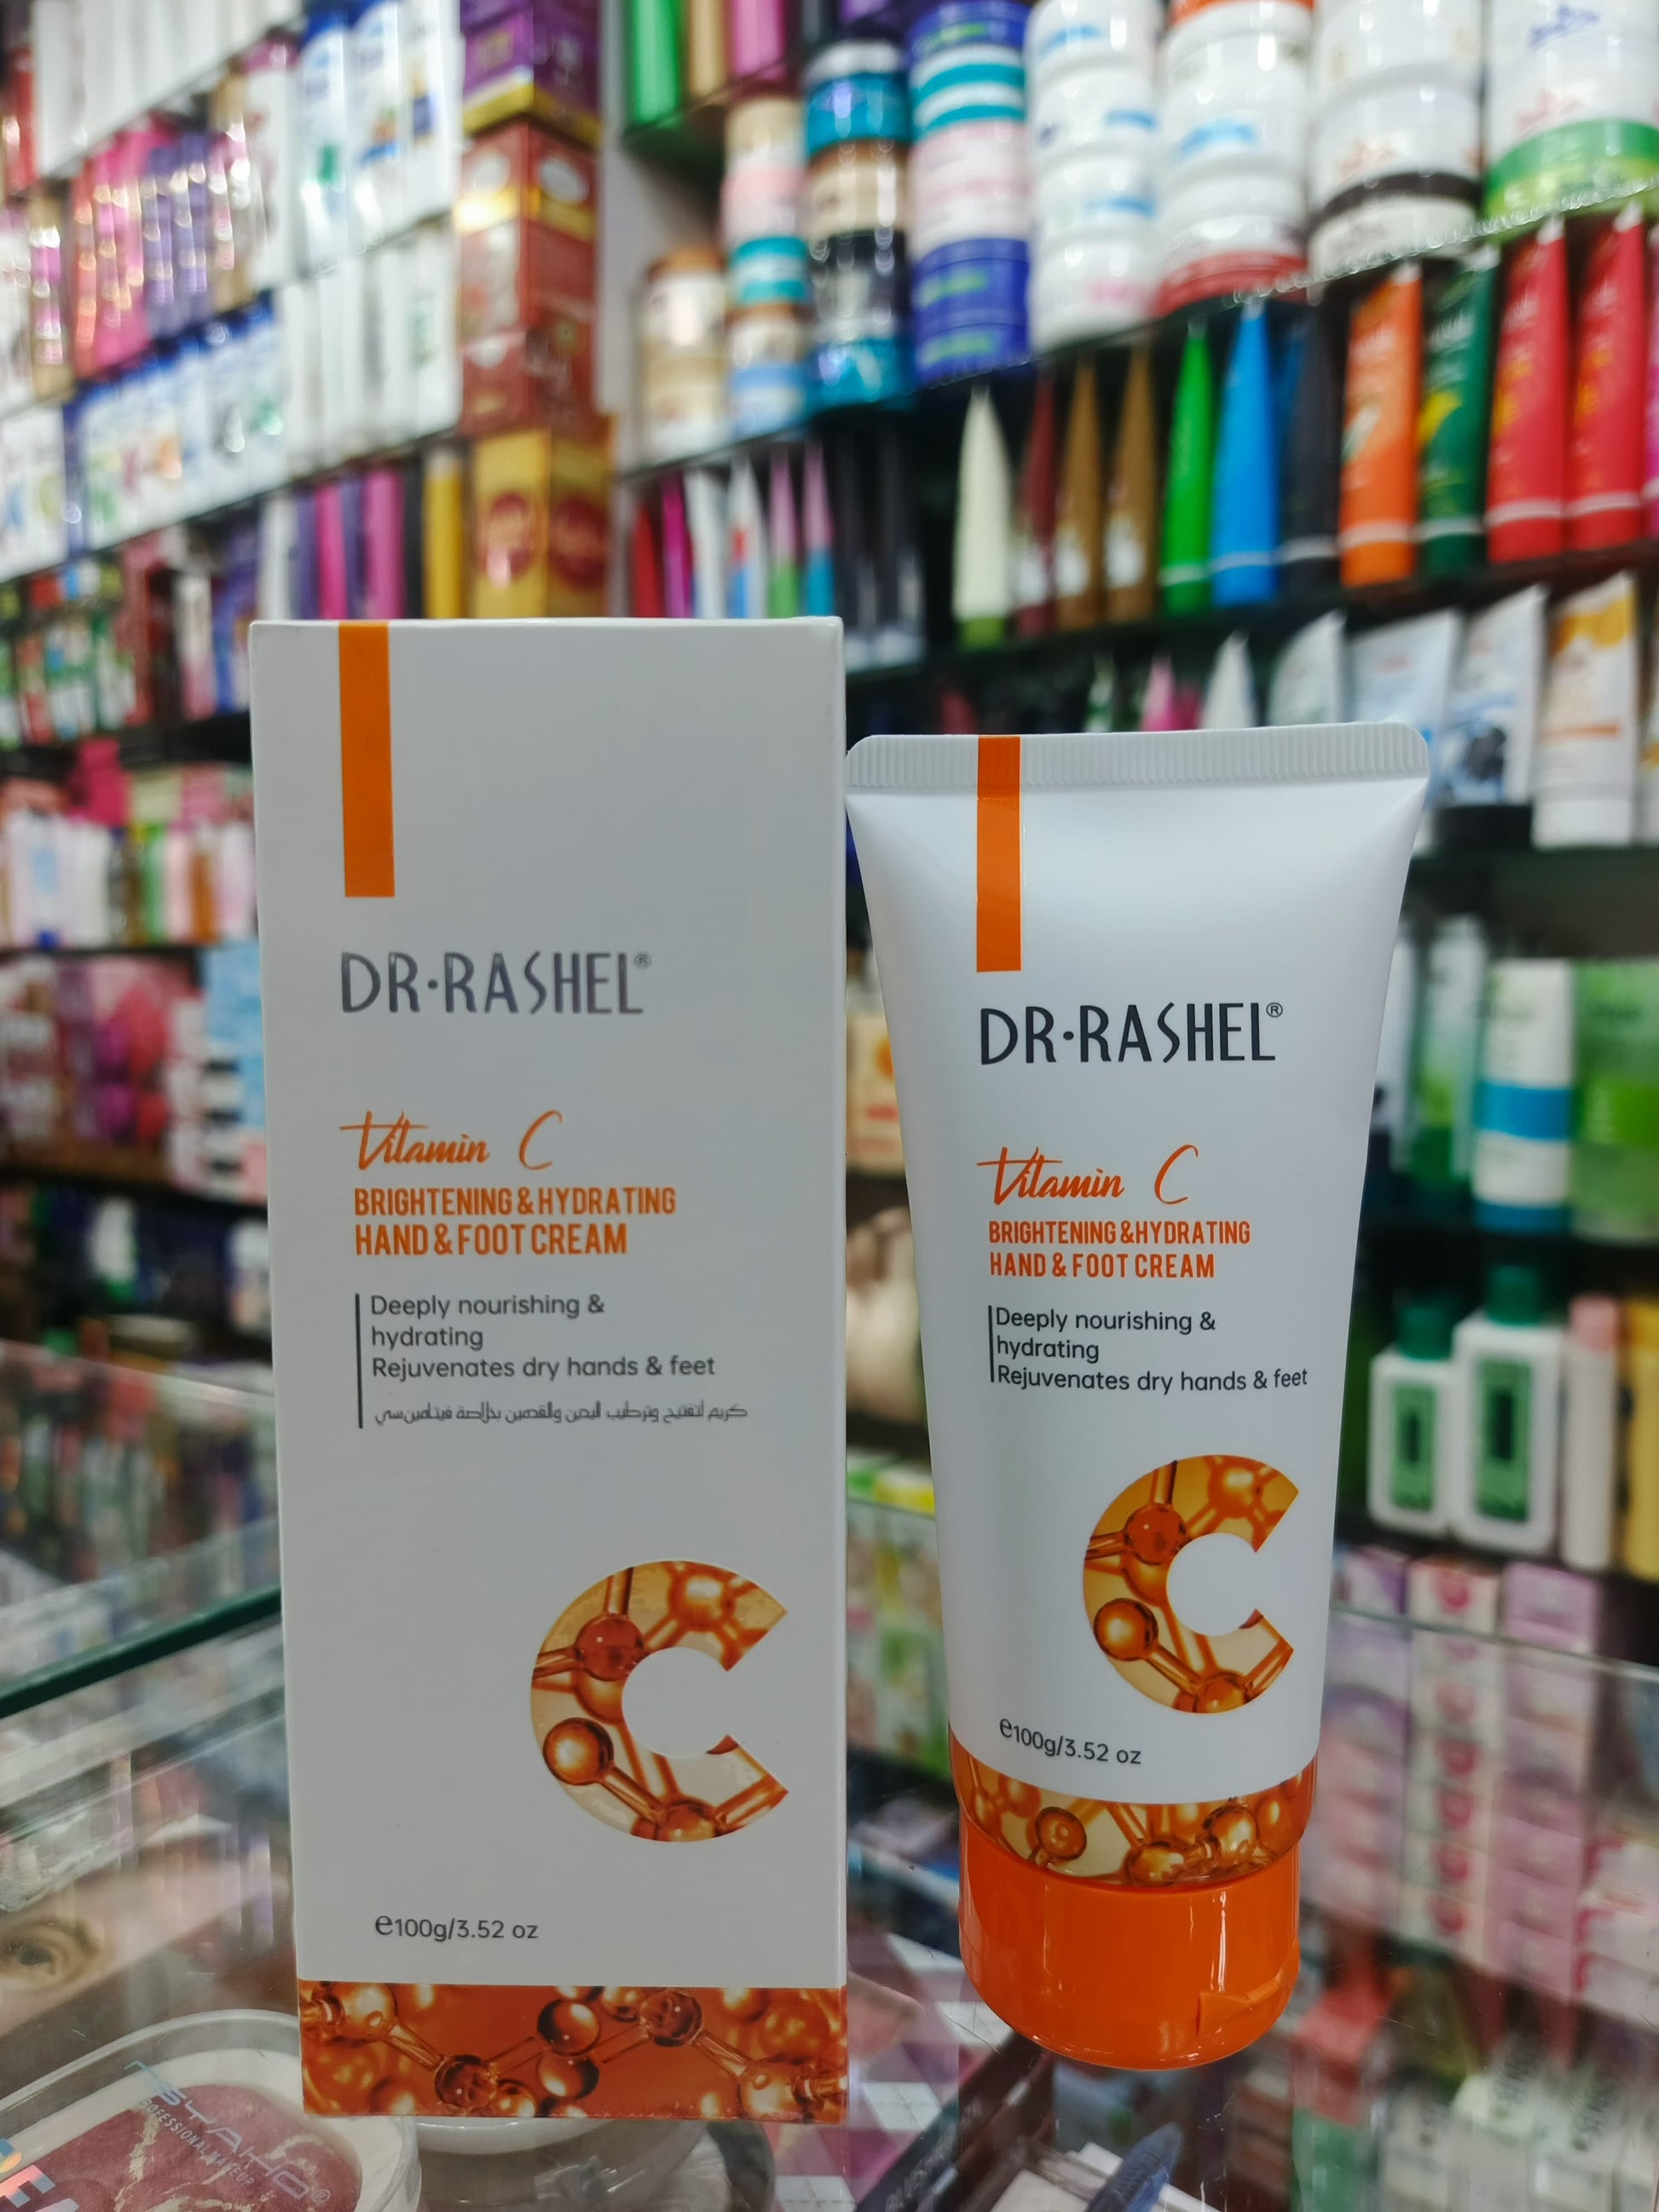 DR·RASHEL®
Vitamin C
BRIGHTENING & HYDRATING
HAND & FOOT CREAM
Deeply nourishing &
hydrating
Rejuvenates dry hands & feet
كريم لتفتيح وترطيب اليدين والقدمين بخلاصة فيتامين سي
℮100g/3.52 oz
DR·RASHEL®
Vitamin C
BRIGHTENING &HYDRATING
HAND & FOOT CREAM
Deeply nourishing &
hydrating
Rejuvenates dry hands & feet
℮100g/3.52 oz